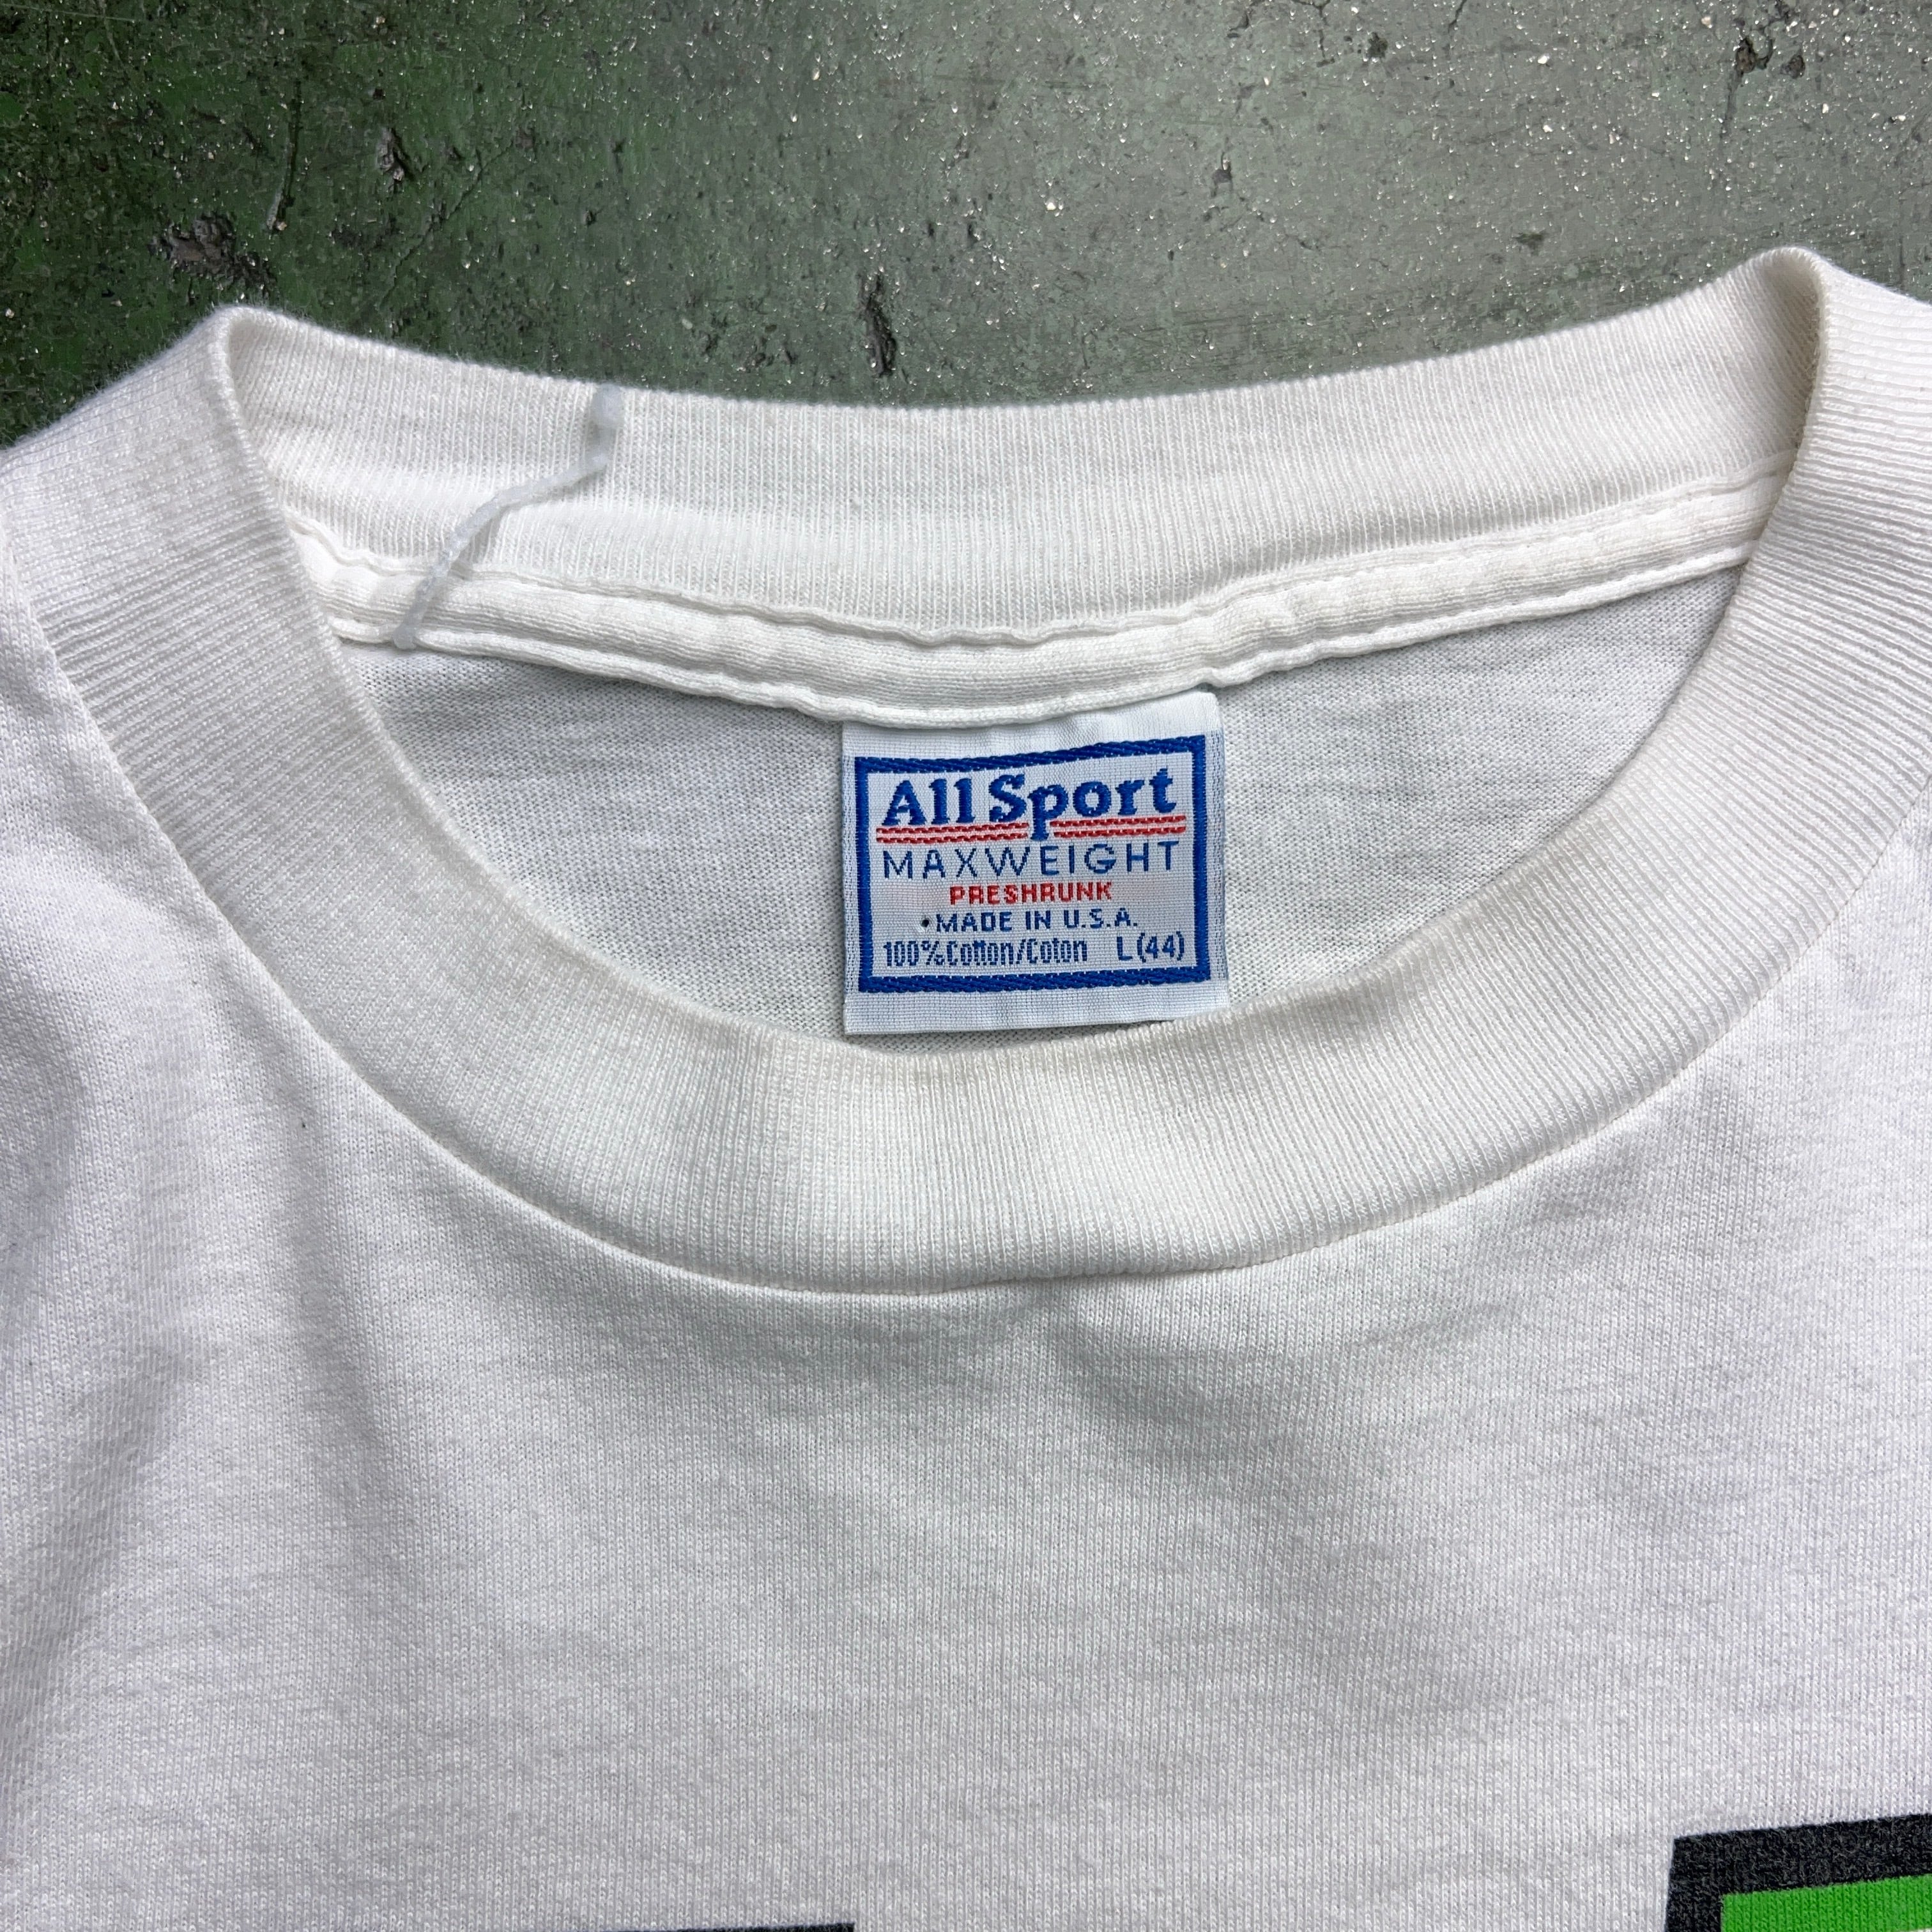 All Sport
MAXWEIGHT
PRESHRUNK
•MADE IN U.S.A.
100% Cotton/Coton L(44)